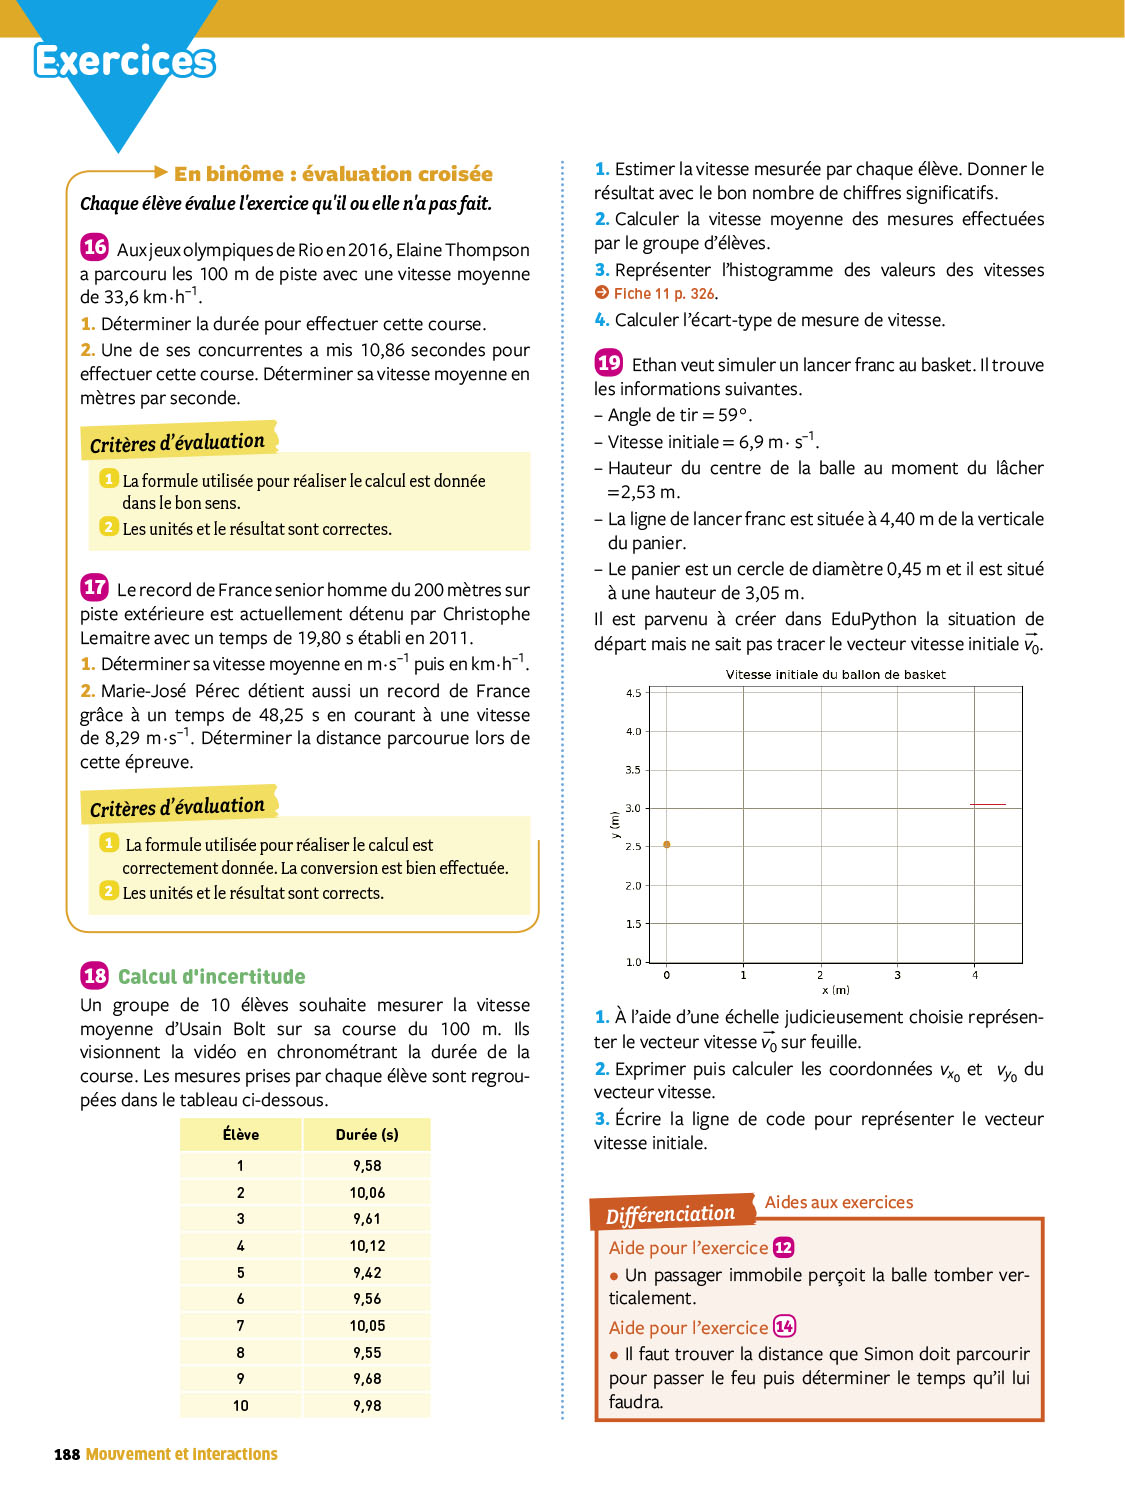 Exercices
En binôme : évaluation croisée
Chaque élève évalue l'exercice qu'il ou elle n'a pas fait.
16 Aux jeux olympiques de Rio en 2016, Elaine Thompson
a parcouru les 100 m de piste avec une vitesse moyenne
de 33,6 km·h⁻¹.
1. Déterminer la durée pour effectuer cette course.
2. Une de ses concurrentes a mis 10,86 secondes pour
effectuer cette course. Déterminer sa vitesse moyenne en
mètres par seconde.
Critères d'évaluation
1 La formule utilisée pour réaliser le calcul est donnée
dans le bon sens.
2 Les unités et le résultat sont correctes.
17 Le record de France senior homme du 200 mètres sur
piste extérieure est actuellement détenu par Christophe
Lemaitre avec un temps de 19,80 s établi en 2011.
1. Déterminer sa vitesse moyenne en m·s⁻¹ puis en km·h⁻¹.
2. Marie-José Pérec détient aussi un record de France
grâce à un temps de 48,25 s en courant à une vitesse
de 8,29 m·s⁻¹. Déterminer la distance parcourue lors de
cette épreuve.
Critères d'évaluation
1 La formule utilisée pour réaliser le calcul est
correctement donnée. La conversion est bien effectuée.
2 Les unités et le résultat sont corrects.
18 Calcul d'incertitude
Un groupe de 10 élèves souhaite mesurer la vitesse
moyenne d'Usain Bolt sur sa course du 100 m. Ils
visionnent la vidéo en chronométrant la durée de la
course. Les mesures prises par chaque élève sont regrou-
pées dans le tableau ci-dessous.
Élève Durée (s)
1 9,58
2 10,06
3 9,61
4 10,12
5 9,42
6 9,56
7 10,05
8 9,55
9 9,68
10 9,98
1. Estimer la vitesse mesurée par chaque élève. Donner le
résultat avec le bon nombre de chiffres significatifs.
2. Calculer la vitesse moyenne des mesures effectuées
par le groupe d'élèves.
3. Représenter l'histogramme des valeurs des vitesses
Fiche 11 p. 326.
4. Calculer l'écart-type de mesure de vitesse.
19 Ethan veut simuler un lancer franc au basket. Il trouve
les informations suivantes.
– Angle de tir = 59°.
– Vitesse initiale = 6,9 m· s⁻¹.
– Hauteur du centre de la balle au moment du lâcher
=2,53 m.
– La ligne de lancer franc est située à 4,40 m de la verticale
du panier.
– Le panier est un cercle de diamètre 0,45 m et il est situé
à une hauteur de 3,05 m.
Il est parvenu à créer dans EduPython la situation de
départ mais ne sait pas tracer le vecteur vitesse initiale v⃗₀.
Vitesse initiale du ballon de basket
4.5
4.0
3.5
3.0
2.5
2.0
1.5
1.0
y (m)
0 1 2 3 4
x (m)
1. À l'aide d'une échelle judicieusement choisie représen-
ter le vecteur vitesse v⃗₀ sur feuille.
2. Exprimer puis calculer les coordonnées vx₀ et vy₀ du
vecteur vitesse.
3. Écrire la ligne de code pour représenter le vecteur
vitesse initiale.
Différenciation Aides aux exercices
Aide pour l'exercice 12
• Un passager immobile perçoit la balle tomber ver-
ticalement.
Aide pour l'exercice 14
• Il faut trouver la distance que Simon doit parcourir
pour passer le feu puis déterminer le temps qu'il lui
faudra.
188 Mouvement et interactions